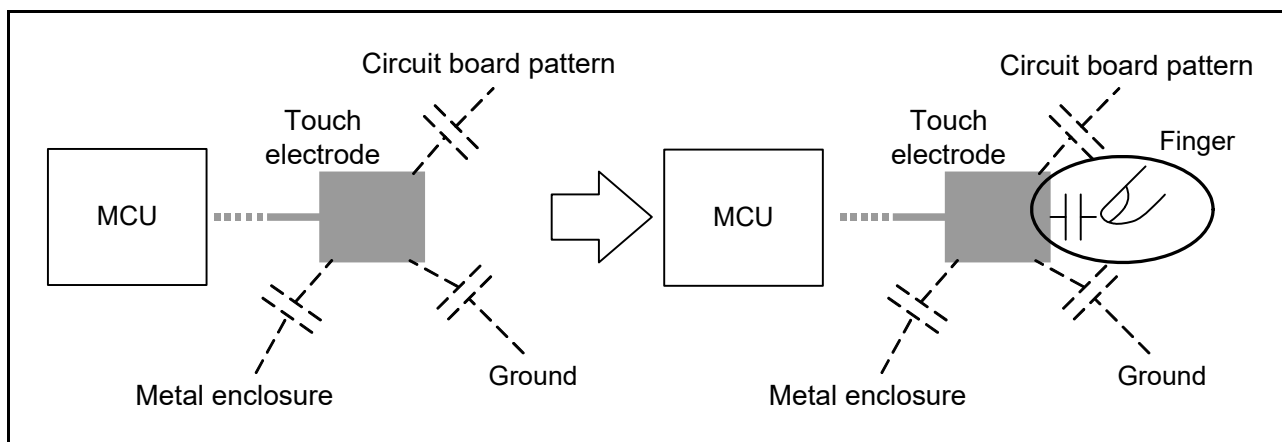 Circuit board pattern
Touch
electrode
MCU
Metal enclosure
Ground
Circuit board pattern
Touch
electrode
Finger
MCU
Metal enclosure
Ground